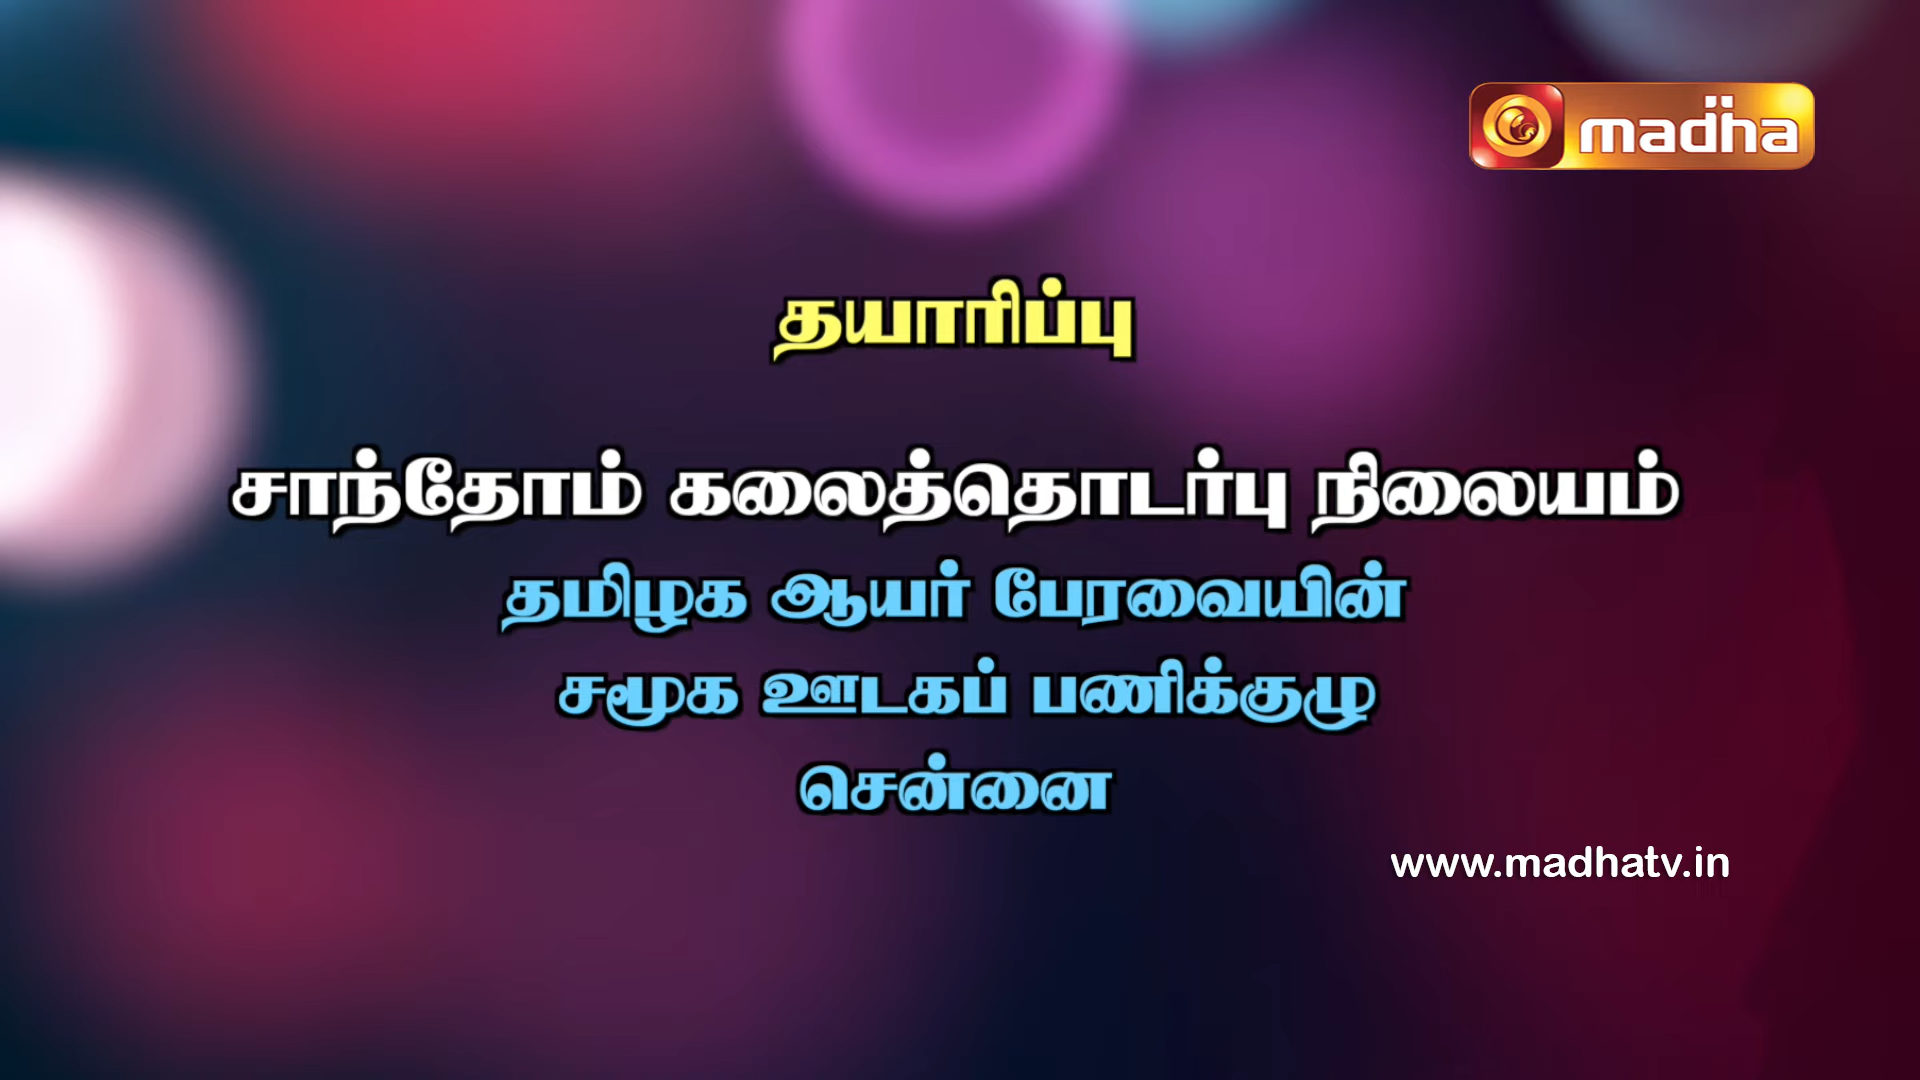 madha
தயாரிப்பு
சாந்தோம் கலைத்தொடர்பு நிலையம்
தமிழக ஆயர் பேரவையின்
சமூக ஊடகப் பணிக்குழு
சென்னை
www.madhatv.in